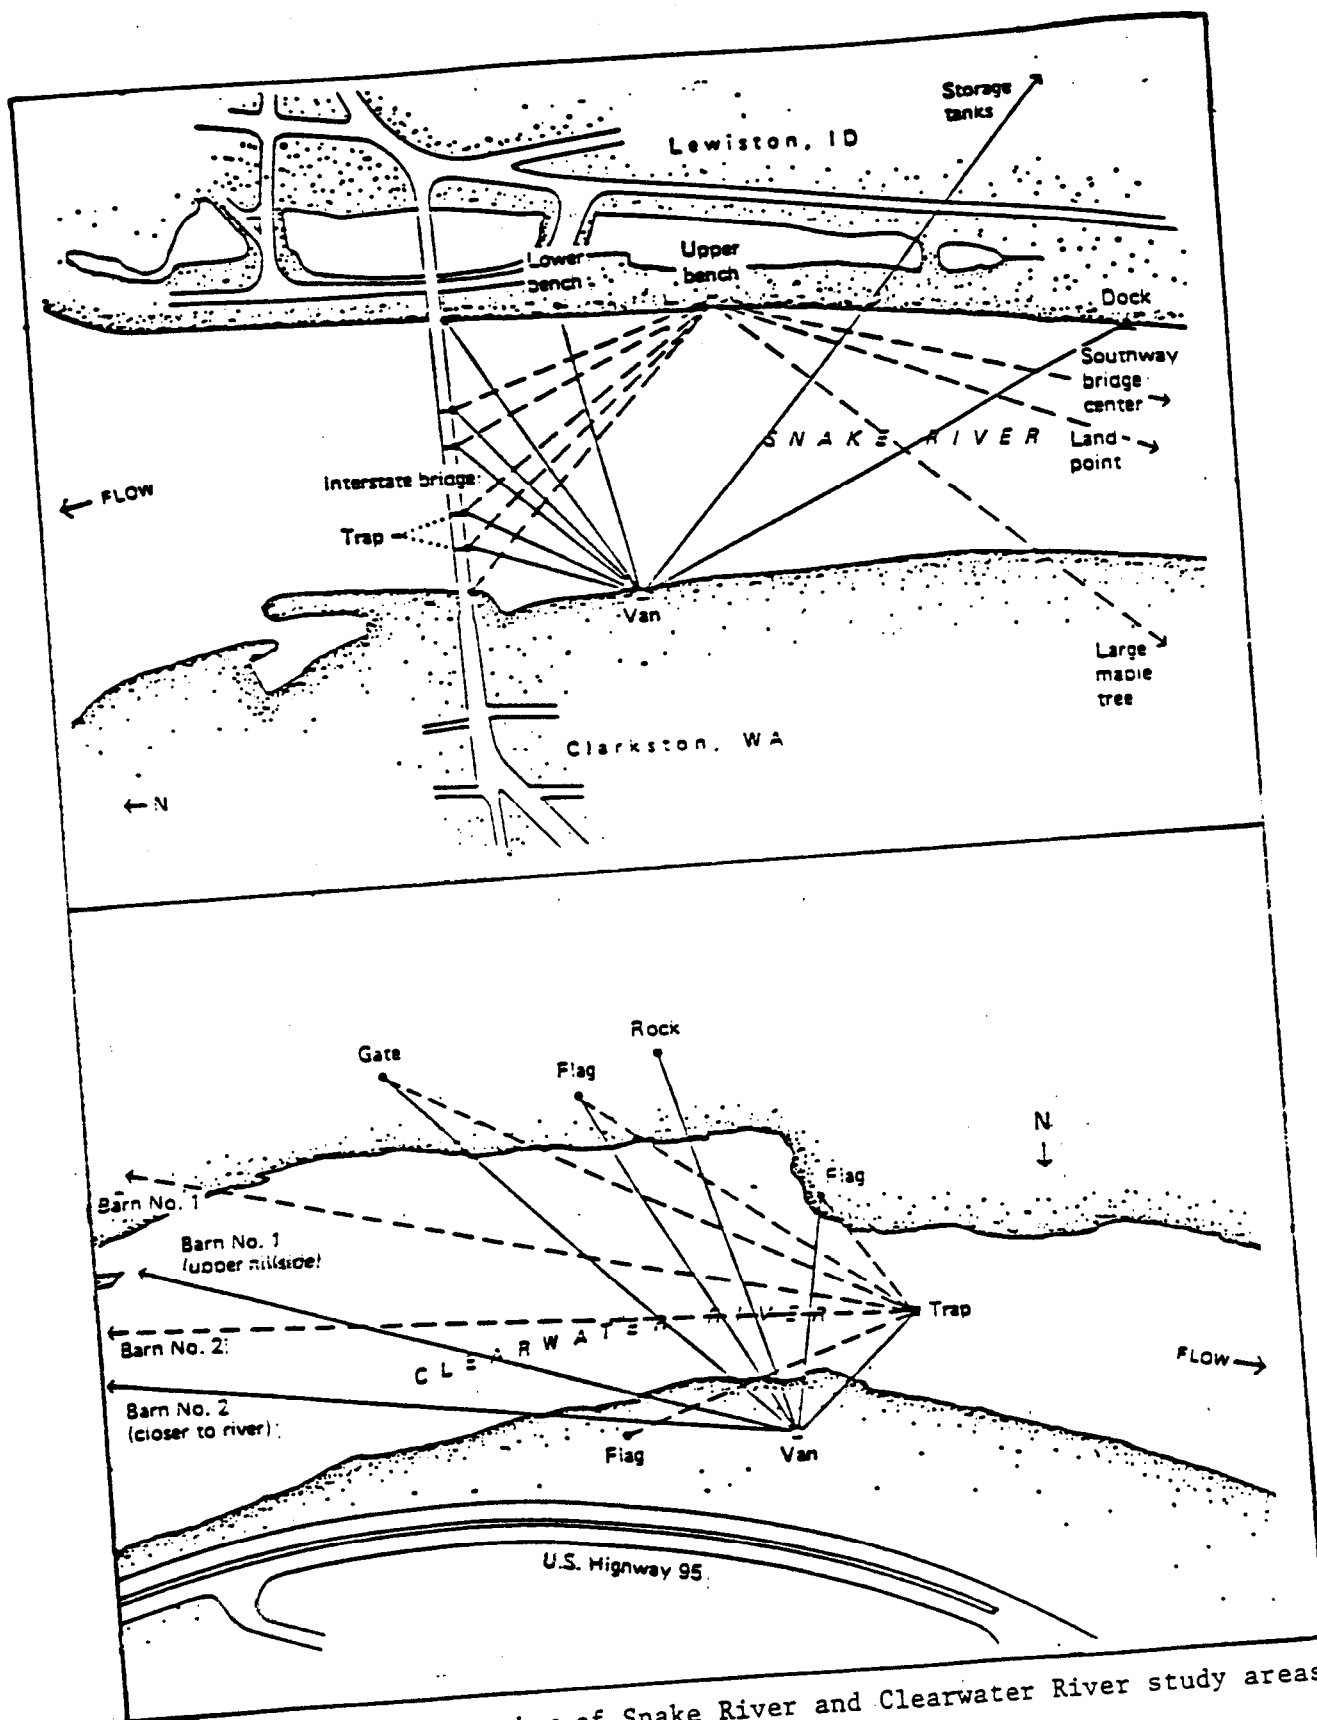 Storage
tanks
Lewiston, ID
Lower
bench
Upper
bench
Dock
Southway
bridge
center
SNAKE RIVER
Land
point
FLOW
Interstate bridge
Trap
Van
Large
maple
tree
Clarkston, WA
N
Rock
Gate
Flag
N
Flag
Barn No. 1
Barn No. 1
(upper hillside)
Trap
Barn No. 2
CLEARWATER RIVER
FLOW
Barn No. 2
(closer to river)
Flag
Van
U.S. Highway 95
of Snake River and Clearwater River study areas